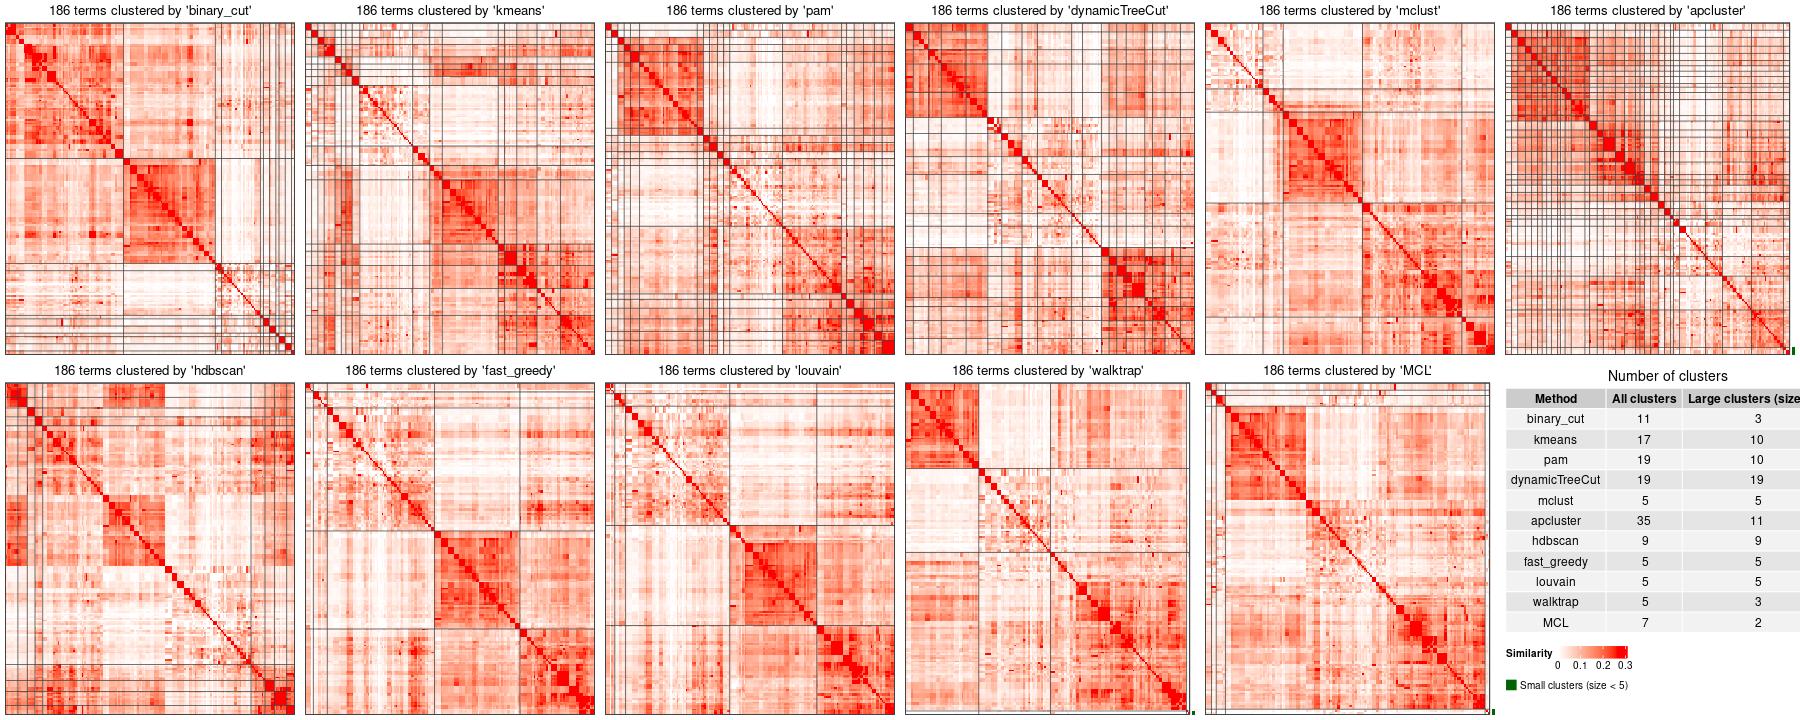 186 terms clustered by 'binary_cut'
186 terms clustered by 'kmeans'
186 terms clustered by 'pam'
186 terms clustered by 'dynamicTreeCut'
186 terms clustered by 'mclust'
186 terms clustered by 'apcluster'
186 terms clustered by 'hdbscan'
186 terms clustered by 'fast_greedy'
186 terms clustered by 'louvain'
186 terms clustered by 'walktrap'
186 terms clustered by 'MCL'
Number of clusters
Method All clusters Large clusters (size
binary_cut 11 3
kmeans 17 10
pam 19 10
dynamicTreeCut 19 19
mclust 5 5
apcluster 35 11
hdbscan 9 9
fast_greedy 5 5
louvain 5 5
walktrap 5 3
MCL 7 2
Similarity
0 0.1 0.2 0.3
Small clusters (size < 5)